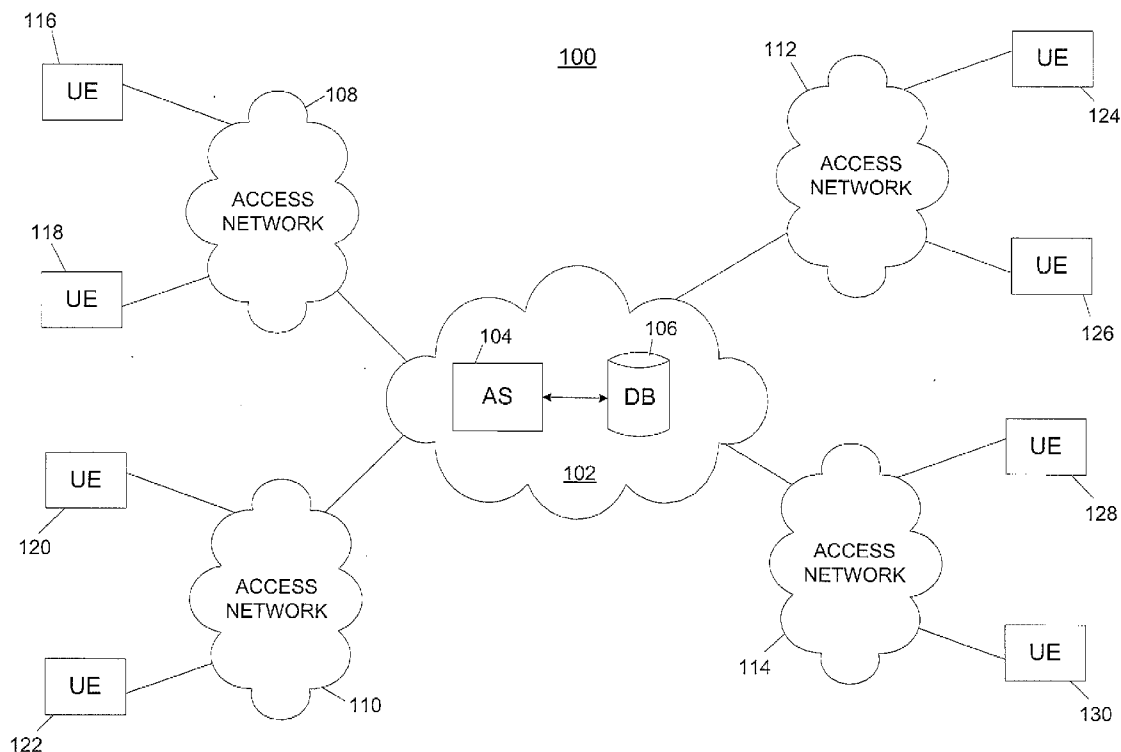 116
UE
108
ACCESS
NETWORK
118
UE
100
112
ACCESS
NETWORK
UE
124
UE
126
104
AS
106
DB
102
UE
120
ACCESS
NETWORK
UE
122
110
UE
128
ACCESS
NETWORK
114
UE
130